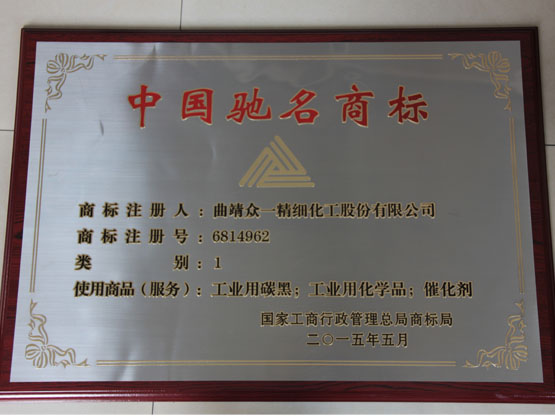 中国驰名商标
商标注册人：曲靖众一精细化工股份有限公司
商标注册号：6814962
类别：1
使用商品（服务）：工业用碳黑；工业用化学品；催化剂
国家工商行政管理总局商标局
二〇一五年五月